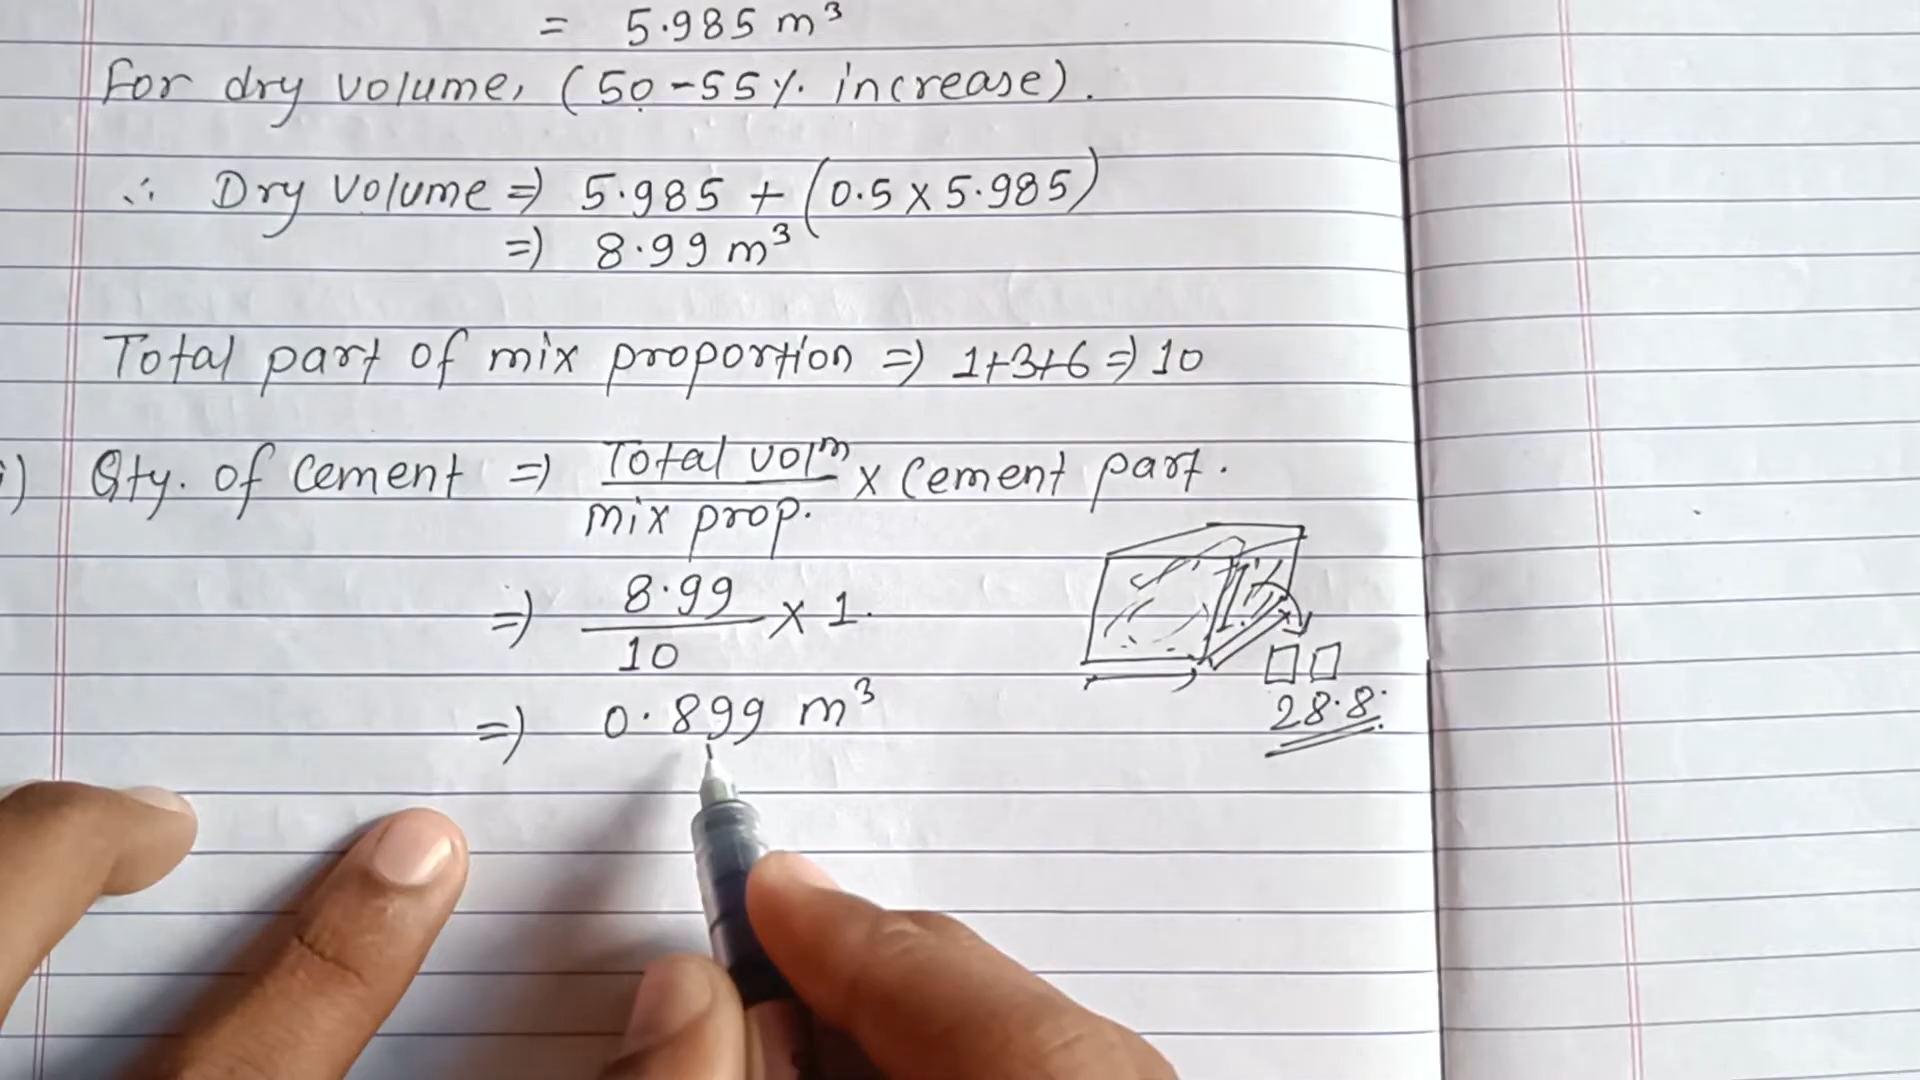 = 5.985 m³
For dry volume, (50-55%. increase).
∴ Dry volume => 5.985 + (0.5 x 5.985)
=) 8.99 m³
Total part of mix proportion => 1+3+6 => 10
i) Qty. of cement => Total volm / mix prop. x cement part.
=) 8.99 / 10 x 1.
=) 0.899 m³
28.8.